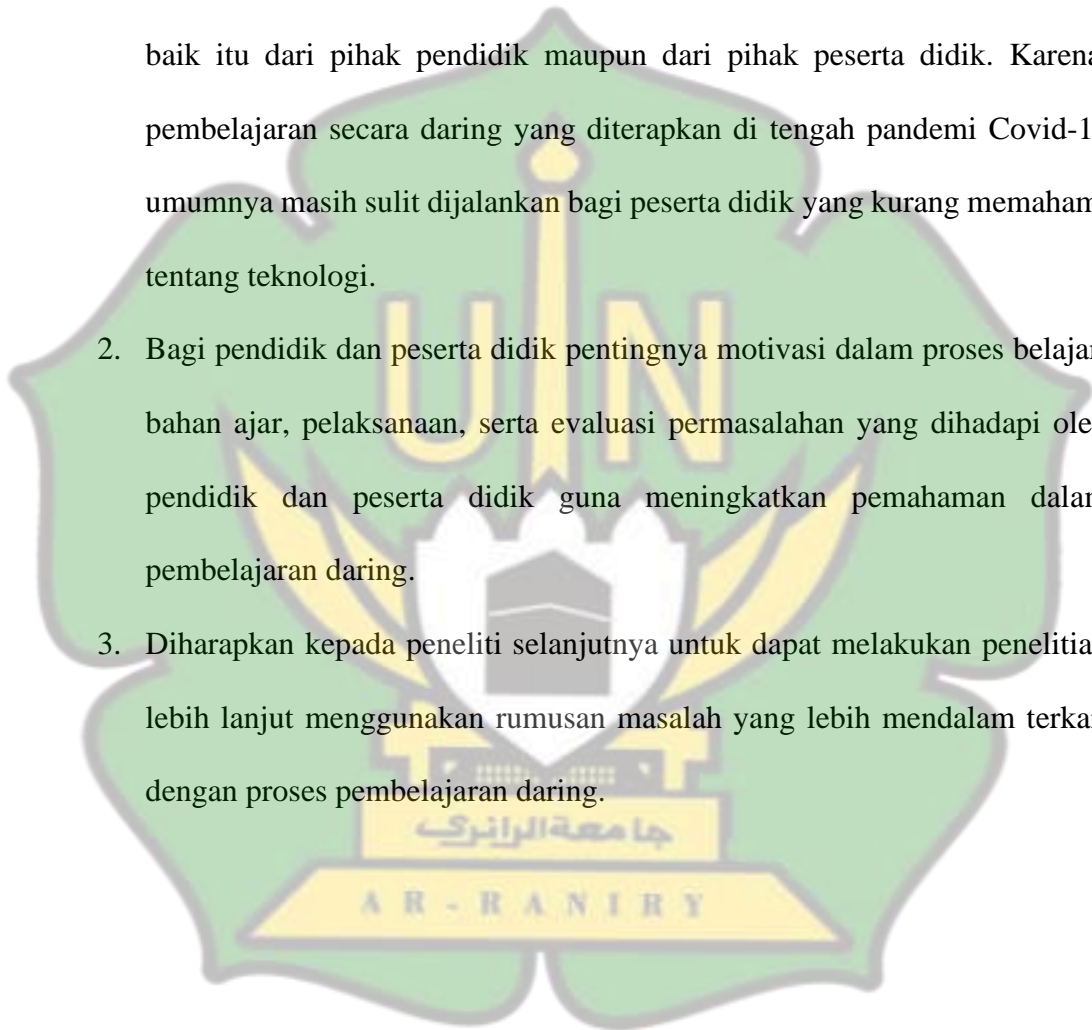 baik itu dari pihak pendidik maupun dari pihak peserta didik. Karena
pembelajaran secara daring yang diterapkan di tengah pandemi Covid-1
umumnya masih sulit dijalankan bagi peserta didik yang kurang memaham
tentang teknologi.
2. Bagi pendidik dan peserta didik pentingnya motivasi dalam proses belajar
bahan ajar, pelaksanaan, serta evaluasi permasalahan yang dihadapi ole
pendidik dan peserta didik guna meningkatkan pemahaman dalam
pembelajaran daring.
3. Diharapkan kepada peneliti selanjutnya untuk dapat melakukan penelitia
lebih lanjut menggunakan rumusan masalah yang lebih mendalam terka
dengan proses pembelajaran daring.
UIN
جامعةالرانري
AR-RANIRY